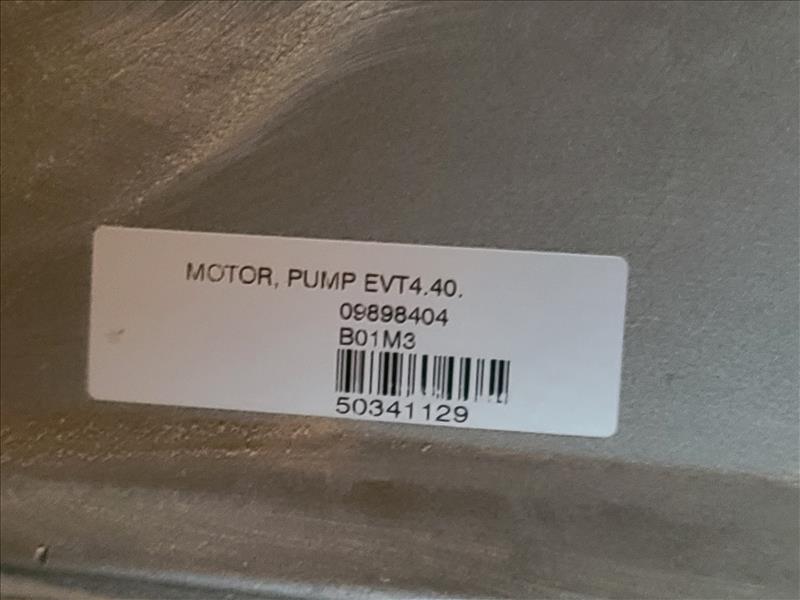 MOTOR, PUMP EVT4.40.
09898404
B01M3
50341129